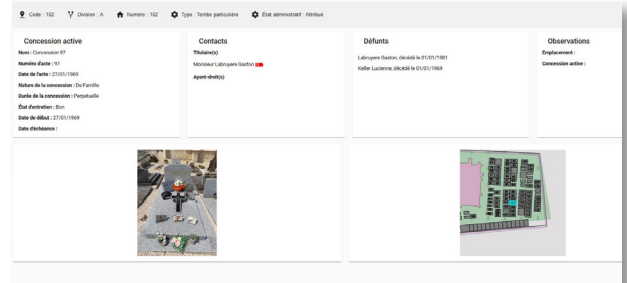 Code : 102 Division : A Numéro : 102 Type : Tombe particulière État administratif : Attribué
Concession active
Nom : Concession 97
Numéro d'acte : 97
Date de l'acte : 27/01/1969
Nature de la concession : De Famille
Durée de la concession : Perpetuelle
État d'entretien : Bon
Date de début : 27/01/1969
Date d'échéance :
Contacts
Titulaire(s)
Monsieur Labruyere Gaston
Ayant-droit(s)
Défunts
Labruyere Gaston, décédé le 01/01/1981
Keller Lucienne, décédé le 01/01/1969
Observations
Emplacement :
Concession active :